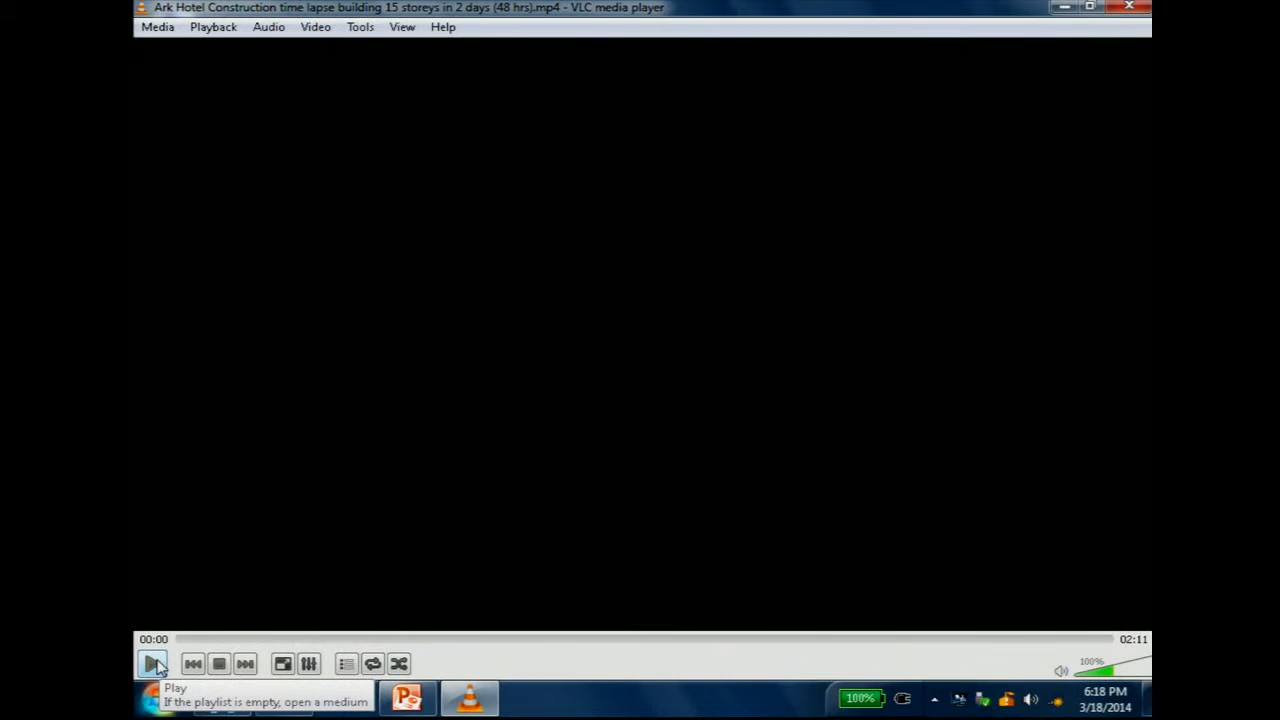 Ark Hotel Construction time lapse building 15 storeys in 2 days (48 hrs).mp4 - VLC media player
Media Playback Audio Video Tools View Help
00:00 02:11
100%
Play
If the playlist is empty, open a medium
100%
6:18 PM
3/18/2014